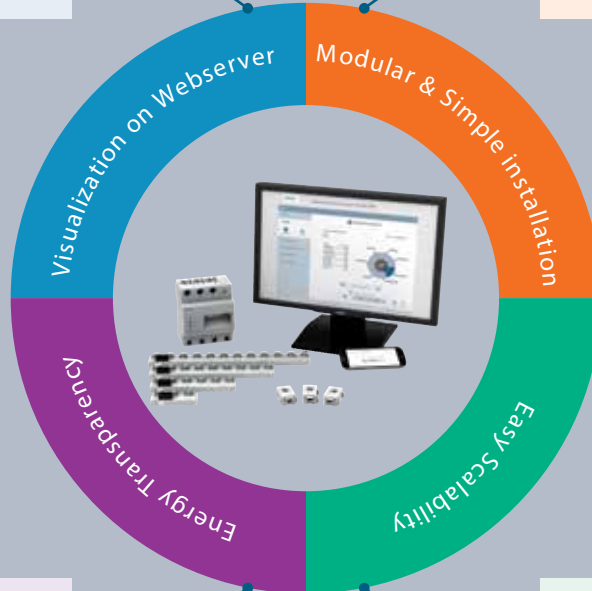 Visualization on Webserver
Modular & Simple installation
Energy Transparency
Easy Scalability